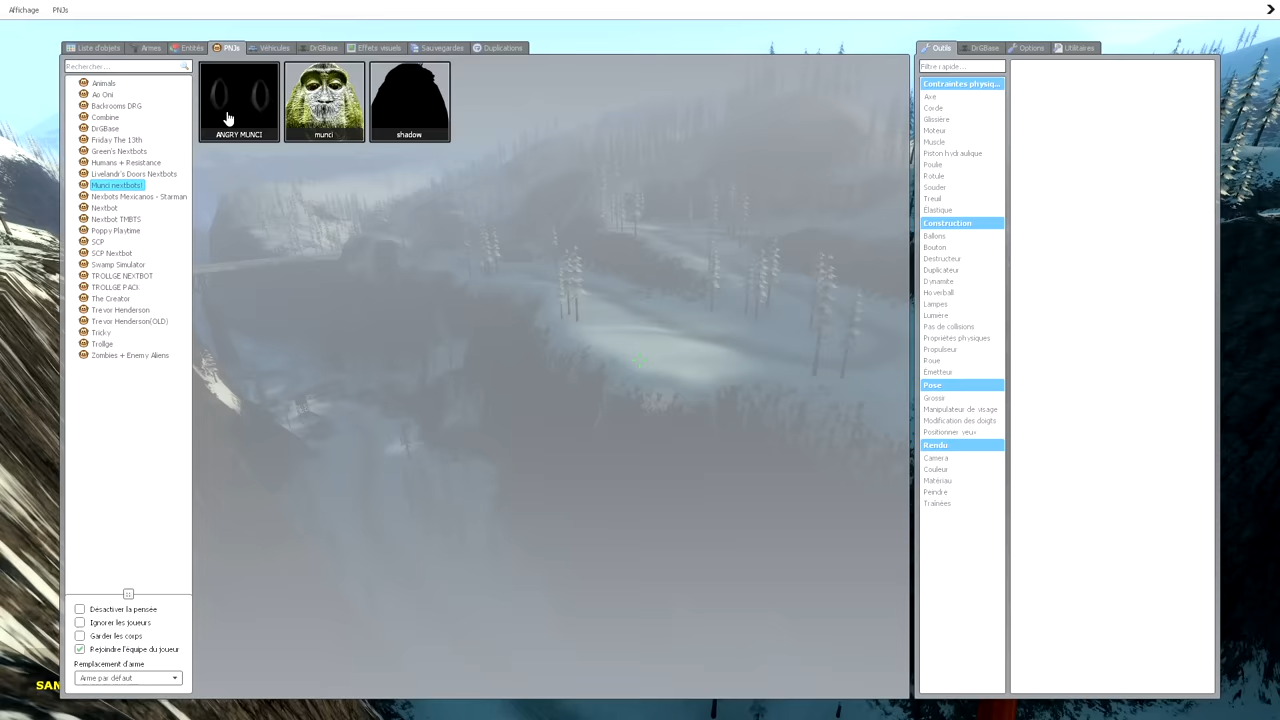 Affichage PNJs
Liste d'objets Armes Entités PNJs Véhicules DrGBase Effets visuels Sauvegardes Duplications
Rechercher...
Animals
Ao Oni
Backrooms DRG
Combine
DrGBase
Friday The 13th
Green's Nextbots
Humans + Resistance
Livelandr's Doors Nextbots
Munci nextbots!
Nexbots Mexicanos - Starman
Nextbot
Nextbot TMBTS
Poppy Playtime
SCP
SCP Nextbot
Swamp Simulator
TROLLGE NEXTBOT
TROLLGE PACK
The Creator
Trevor Henderson
Trevor Henderson(OLD)
Tricky
Trollge
Zombies + Enemy Aliens
ANGRY MUNCI
munci
shadow
Désactiver la pensée
Ignorer les joueurs
Garder les corps
Rejoindre l'équipe du joueur
Remplacement d'arme
Arme par défaut
SAN
Outils DrGBase Options Utilitaires
Filtre rapide...
Contraintes physiq...
Axe
Corde
Glissière
Moteur
Muscle
Piston hydraulique
Poulie
Rotule
Souder
Treuil
Élastique
Construction
Ballons
Bouton
Destructeur
Duplicateur
Dynamite
Hoverball
Lampes
Lumière
Pas de collisions
Propriétés physiques
Propulseur
Roue
Émetteur
Pose
Grossir
Manipulateur de visage
Modification des doigts
Positionner yeux
Rendu
Caméra
Couleur
Matériau
Peindre
Traînées